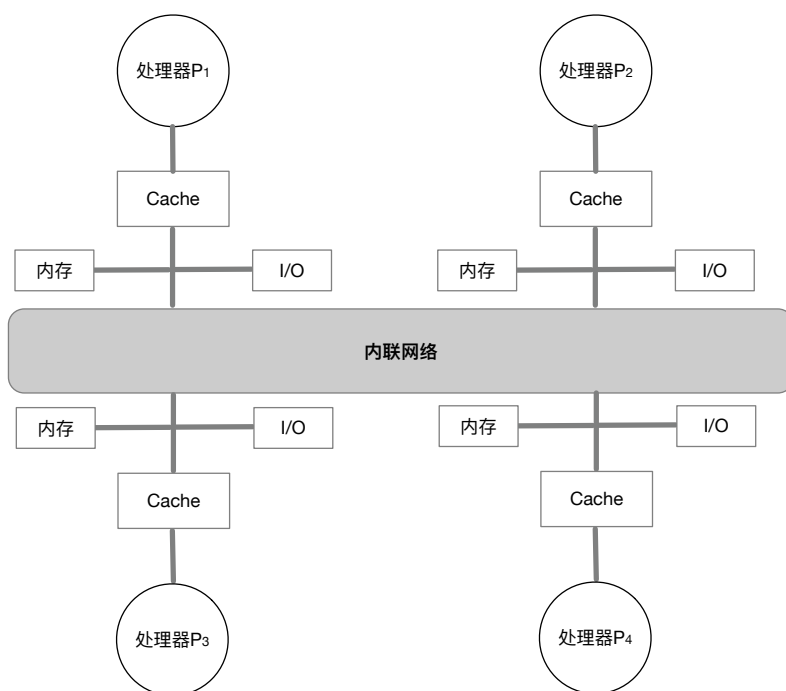 处理器P1
处理器P2
Cache
Cache
内存
I/O
内存
I/O
内联网络
内存
I/O
内存
I/O
Cache
Cache
处理器P3
处理器P4